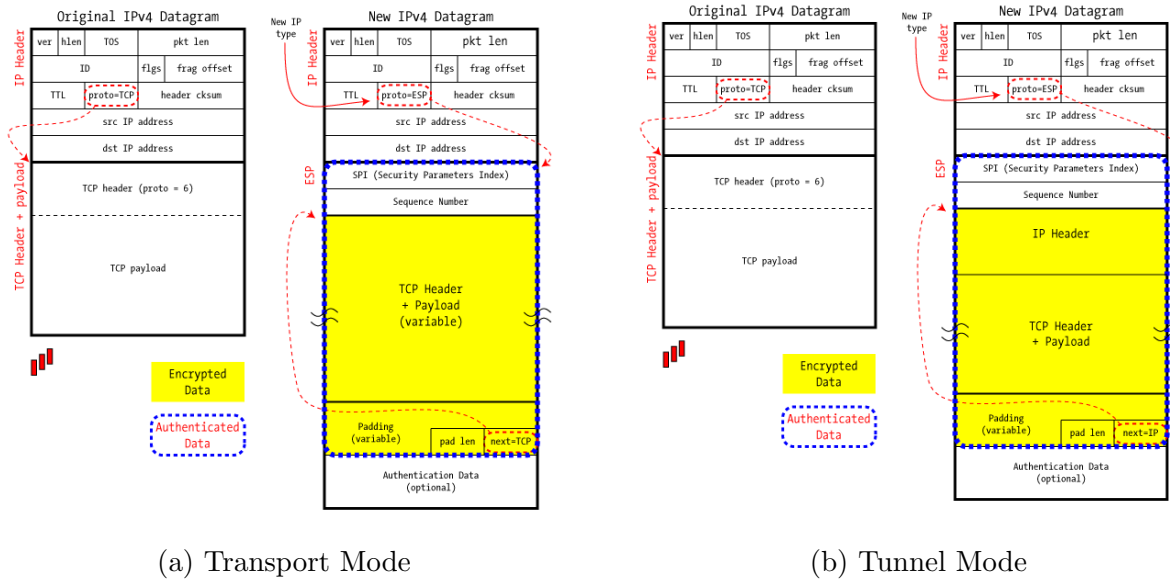 Original IPv4 Datagram
IP Header
ver hlen TOS pkt len
ID flgs frag offset
TTL proto=TCP header cksum
src IP address
dst IP address
TCP Header + payload
TCP header (proto = 6)
TCP payload
Encrypted
Data
Authenticated
Data
New IPv4 Datagram
New IP
type
IP Header
ver hlen TOS pkt len
ID flgs frag offset
TTL proto=ESP header cksum
src IP address
dst IP address
ESP
SPI (Security Parameters Index)
Sequence Number
TCP Header
+ Payload
(variable)
Padding
(variable)
pad len next=TCP
Authentication Data
(optional)
(a) Transport Mode
Original IPv4 Datagram
IP Header
ver hlen TOS pkt len
ID flgs frag offset
TTL proto=TCP header cksum
src IP address
dst IP address
TCP Header + payload
TCP header (proto = 6)
TCP payload
Encrypted
Data
Authenticated
Data
New IPv4 Datagram
New IP
type
IP Header
ver hlen TOS pkt len
ID flgs frag offset
TTL proto=ESP header cksum
src IP address
dst IP address
ESP
SPI (Security Parameters Index)
Sequence Number
IP Header
TCP Header
+ Payload
Padding
(variable)
pad len next=IP
Authentication Data
(optional)
(b) Tunnel Mode